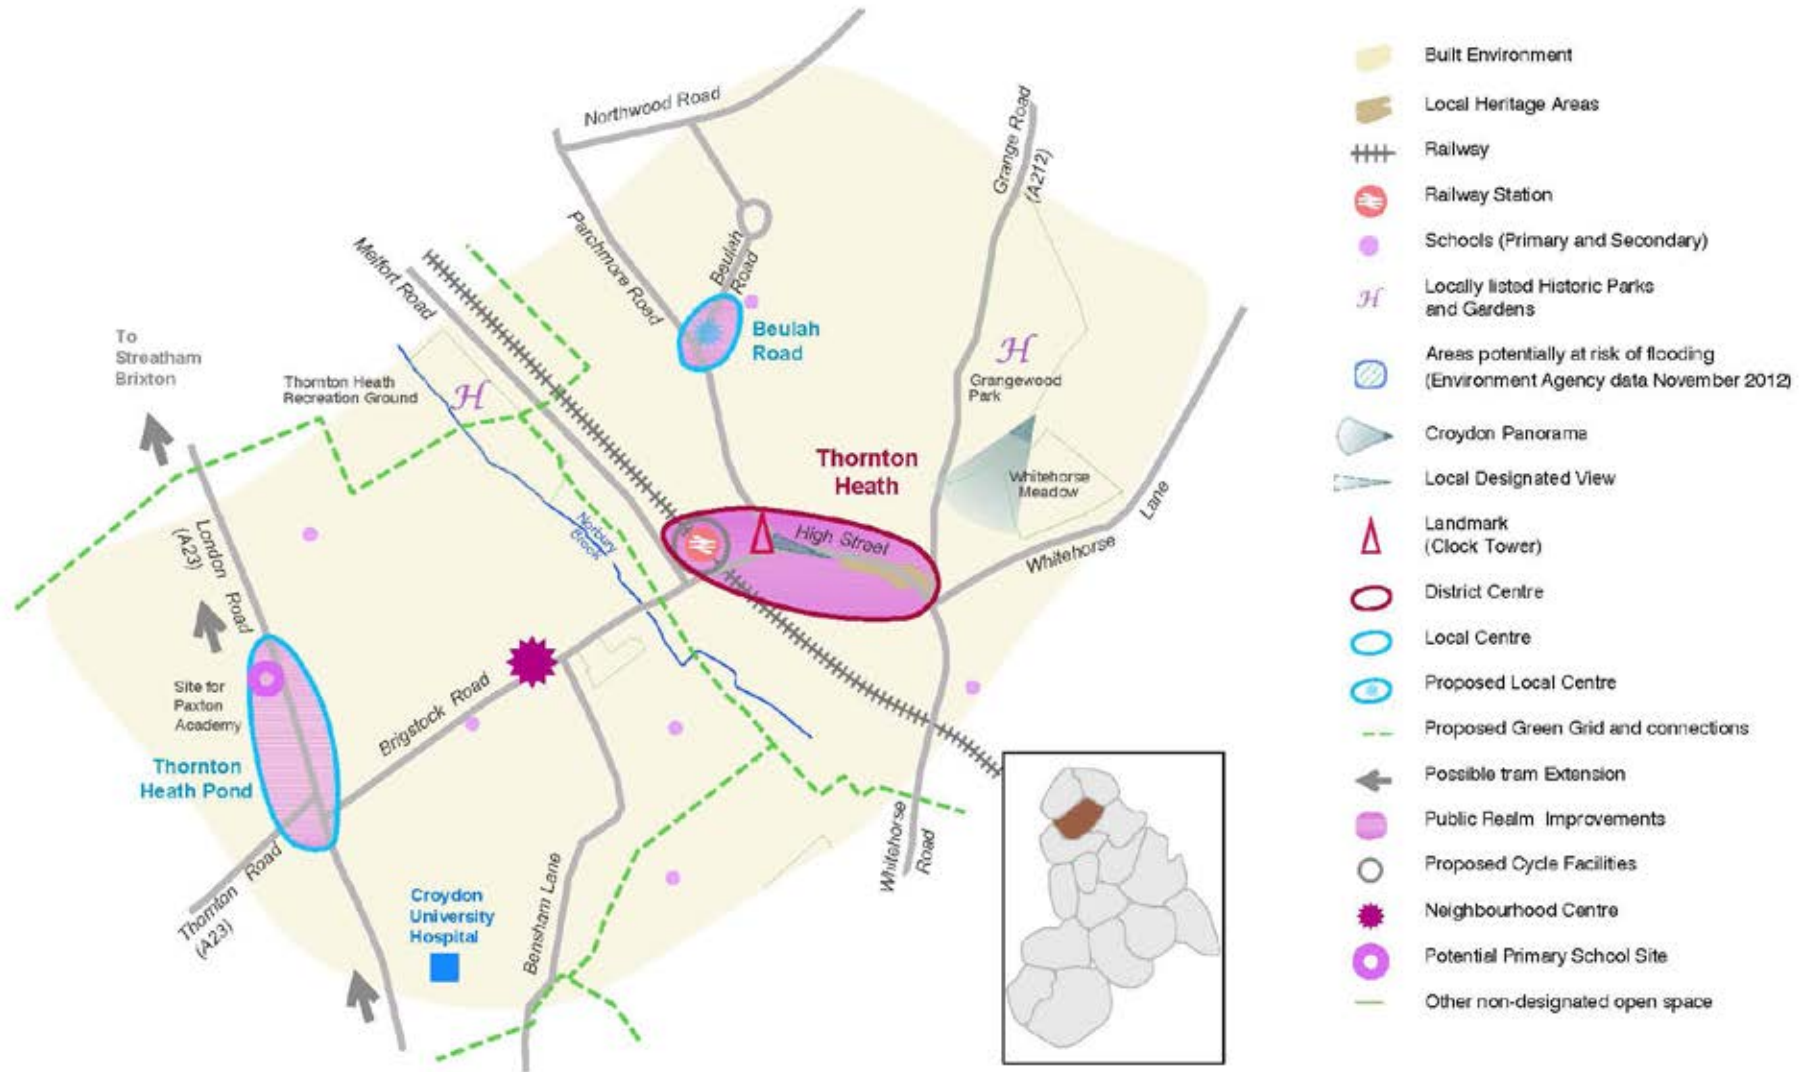 Northwood Road
Grange Road
(A212)
Parchmore Road
Beulah
Road
Melfort Road
Beulah
Road
To
Streatham
Brixton
Thornton Heath
Recreation Ground
H
H
Grangewood
Park
Thornton
Heath
Whitehorse
Meadow
High Street
Whitehorse
Lane
Norbury
Brook
London Road
(A23)
Site for
Paxton
Academy
Brigstock Road
Thornton
Heath Pond
Thornton Road
(A23)
Croydon
University
Hospital
Bensham Lane
Whitehorse
Road
Built Environment
Local Heritage Areas
Railway
Railway Station
Schools (Primary and Secondary)
H
Locally listed Historic Parks
and Gardens
Areas potentially at risk of flooding
(Environment Agency data November 2012)
Croydon Panorama
Local Designated View
Landmark
(Clock Tower)
District Centre
Local Centre
Proposed Local Centre
Proposed Green Grid and connections
Possible tram Extension
Public Realm Improvements
Proposed Cycle Facilities
Neighbourhood Centre
Potential Primary School Site
Other non-designated open space